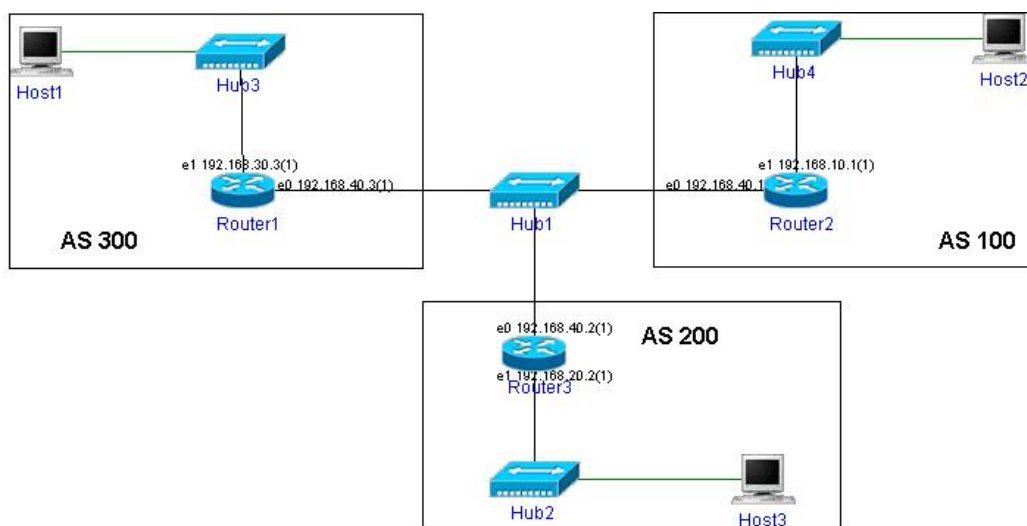 Host1
Hub3
e1 192.168.30.3(1)
e0 192.168.40.3(1)
Router1
AS 300
Hub1
Hub4
Host2
e1 192.168.10.1(1)
e0 192.168.40.1
Router2
AS 100
e0 192.168.40.2(1)
AS 200
e1 192.168.20.2(1)
Router3
Hub2
Host3